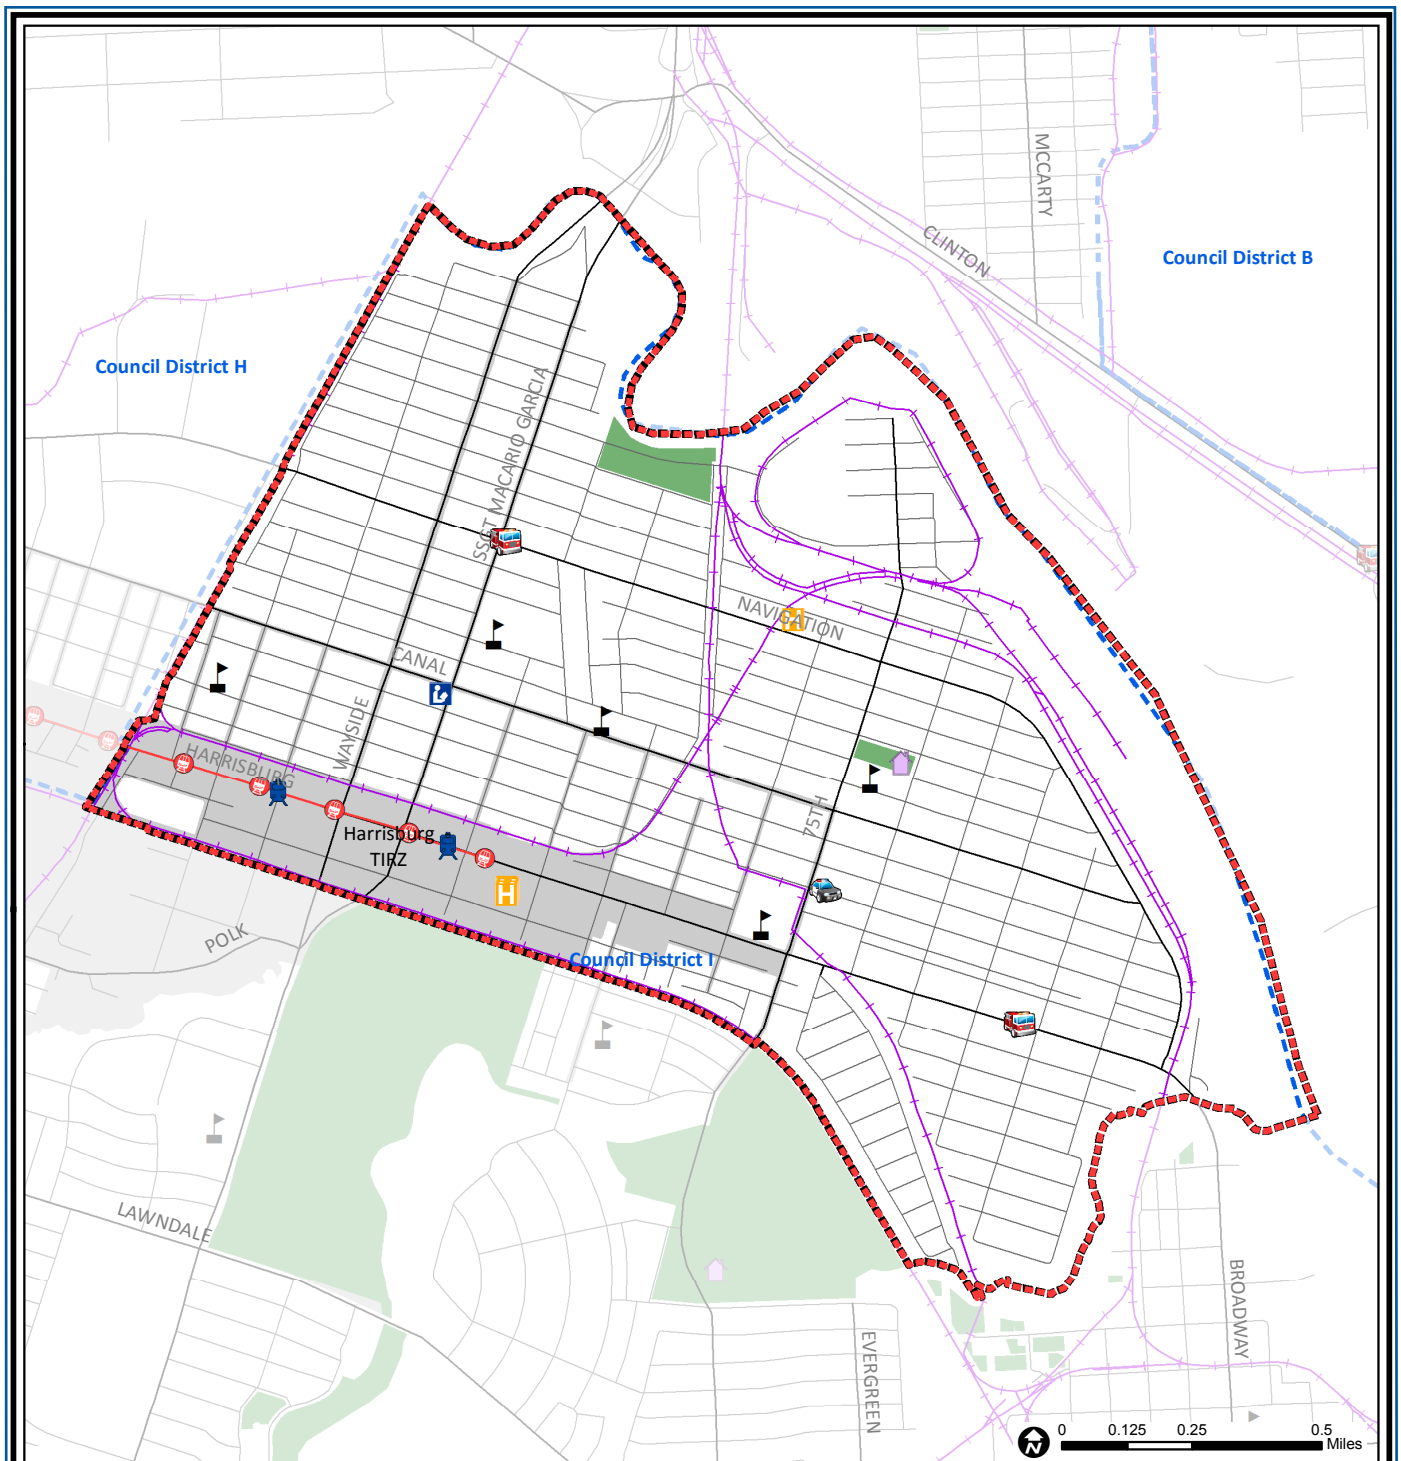 MCCARTY
CLINTON
Council District B
Council District H
SSGT MACARIO GARCIA
NAVIGATION
H
CANAL
WAYSIDE
HARRISBURG
75TH
Harrisburg
TIRZ
H
POLK
Council District I
LAWNDALE
BROADWAY
EVERGREEN
N
0 0.125 0.25 0.5
Miles